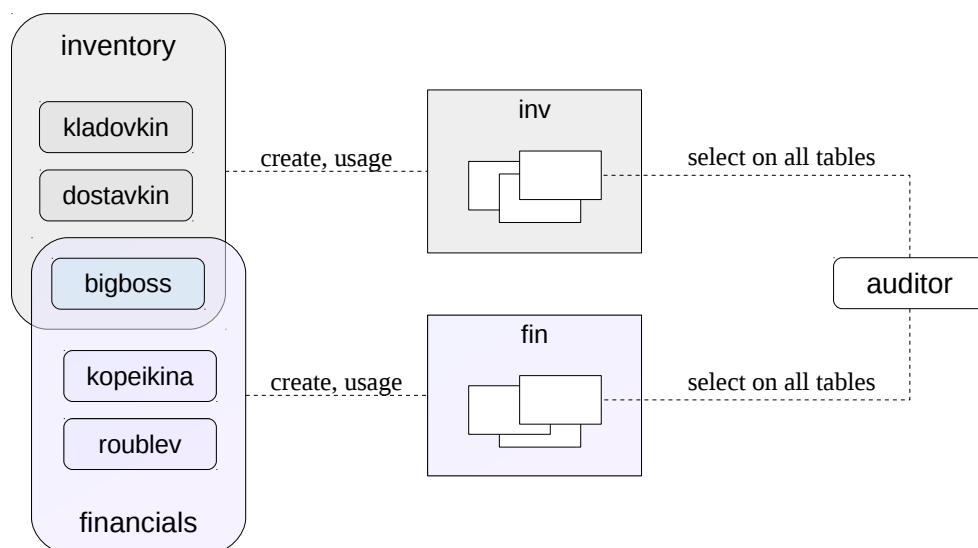 inventory
kladovkin
dostavkin
bigboss
kopeikina
roublev
financials
create, usage
create, usage
inv
fin
select on all tables
select on all tables
auditor